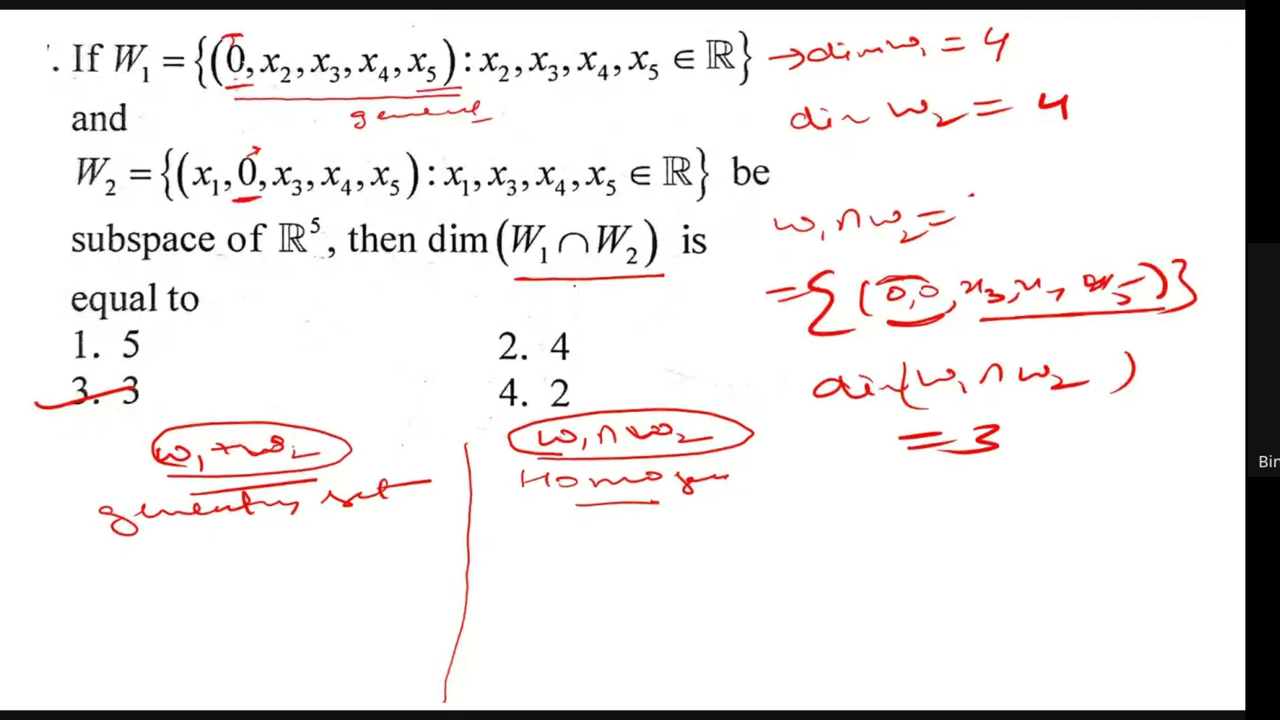 . If W₁ = {(0, x₂, x₃, x₄, x₅) : x₂, x₃, x₄, x₅ ∈ ℝ} → dim w₁ = 4
and
dim w₂ = 4
W₂ = {(x₁, 0, x₃, x₄, x₅) : x₁, x₃, x₄, x₅ ∈ ℝ} be
subspace of ℝ⁵, then dim (W₁ ∩ W₂) is
w₁ ∩ w₂ =
equal to
= {(0, 0, x₃, x₄, x₅)}
1. 5 2. 4
3. 3 4. 2
dim(w₁ ∩ w₂)
= 3
w₁ + w₂
w₁ ∩ w₂
generating set
Bin